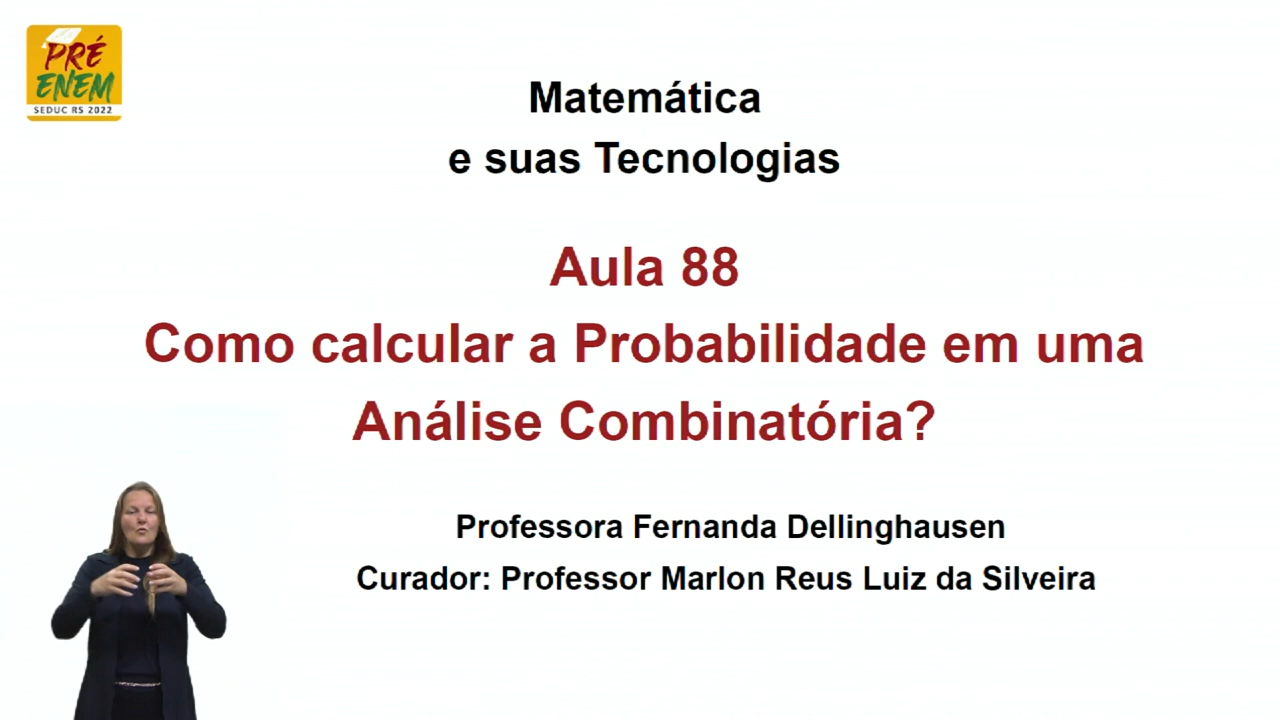 PRÉ
ENEM
SEDUC RS 2022
Matemática
e suas Tecnologias
Aula 88
Como calcular a Probabilidade em uma
Análise Combinatória?
Professora Fernanda Dellinghausen
Curador: Professor Marlon Reus Luiz da Silveira